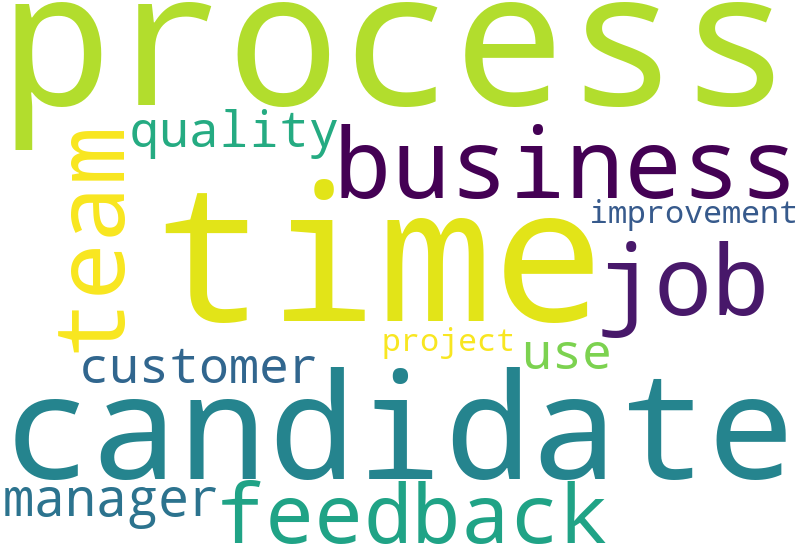 process
quality
team
business
time
improvement
job
project
use
customer
candidate
manager
feedback